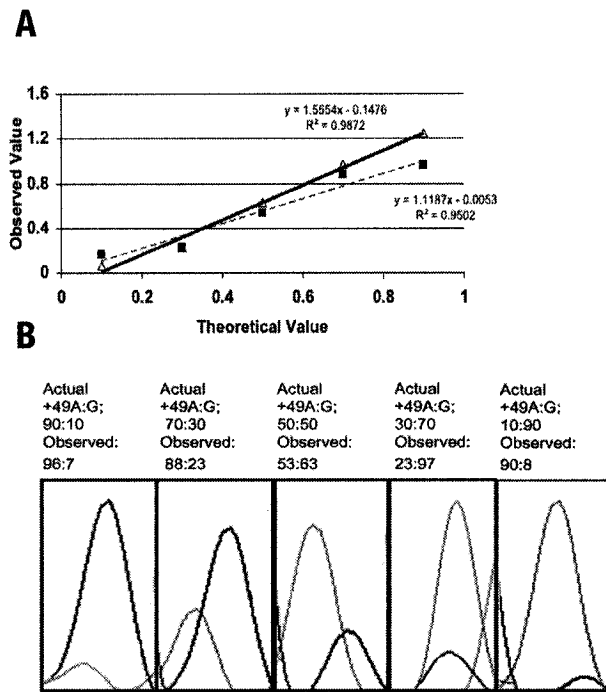 A
1.6
1.2
0.8
0.4
0
Observed Value
y = 1.5654x - 0.1476
R² = 0.9872
y = 1.1187x - 0.0053
R² = 0.9502
0 0.2 0.4 0.6 0.8 1
Theoretical Value
B
Actual Actual Actual Actual Actual
+49A:G; +49A:G; +49A:G; +49A:G; +49A:G;
90:10 70:30 50:50 30:70 10:90
Observed: Observed: Observed: Observed: Observed:
96:7 88:23 53:63 23:97 90:8